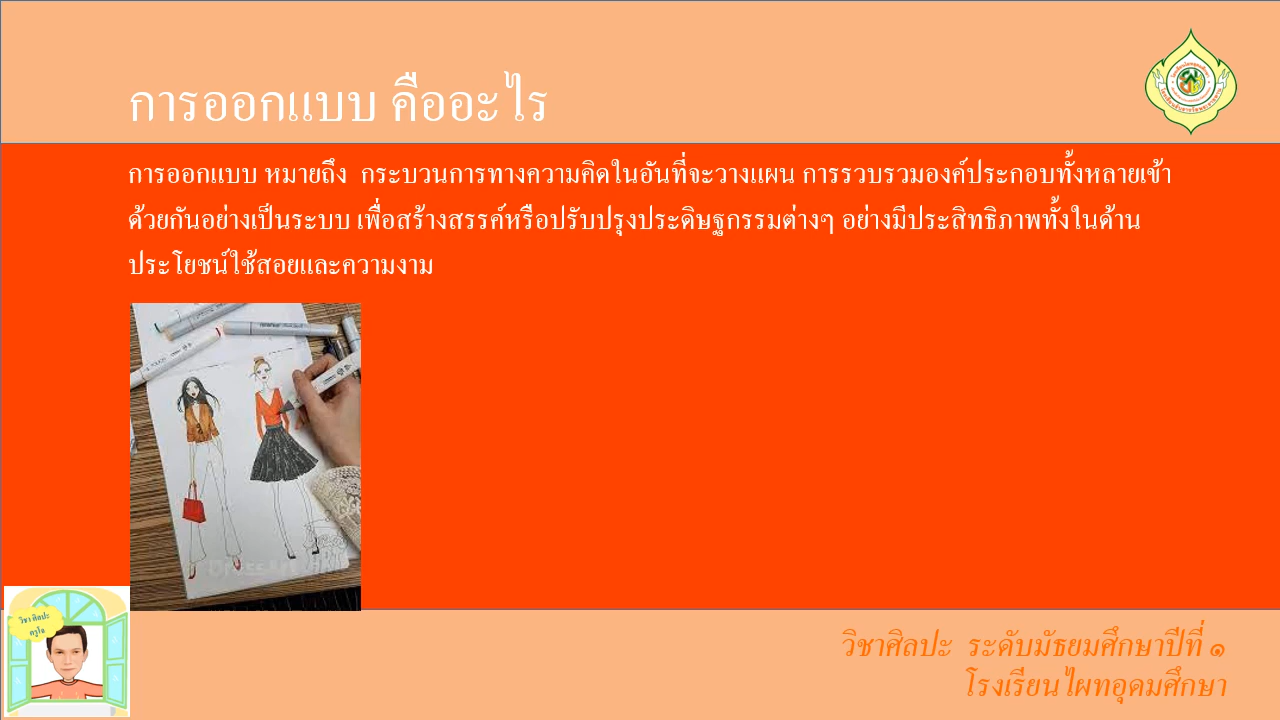 การออกแบบ คืออะไร
การออกแบบ หมายถึง กระบวนการทางความคิดในอันที่จะวางแผน การรวบรวมองค์ประกอบทั้งหลายเข้า
ด้วยกันอย่างเป็นระบบ เพื่อสร้างสรรค์หรือปรับปรุงประดิษฐกรรมต่างๆ อย่างมีประสิทธิภาพทั้งในด้าน
ประโยชน์ใช้สอยและความงาม
วิชา ศิลปะ
วิชาศิลปะ ระดับมัธยมศึกษาปีที่ ๑
โรงเรียนไผทอุดมศึกษา